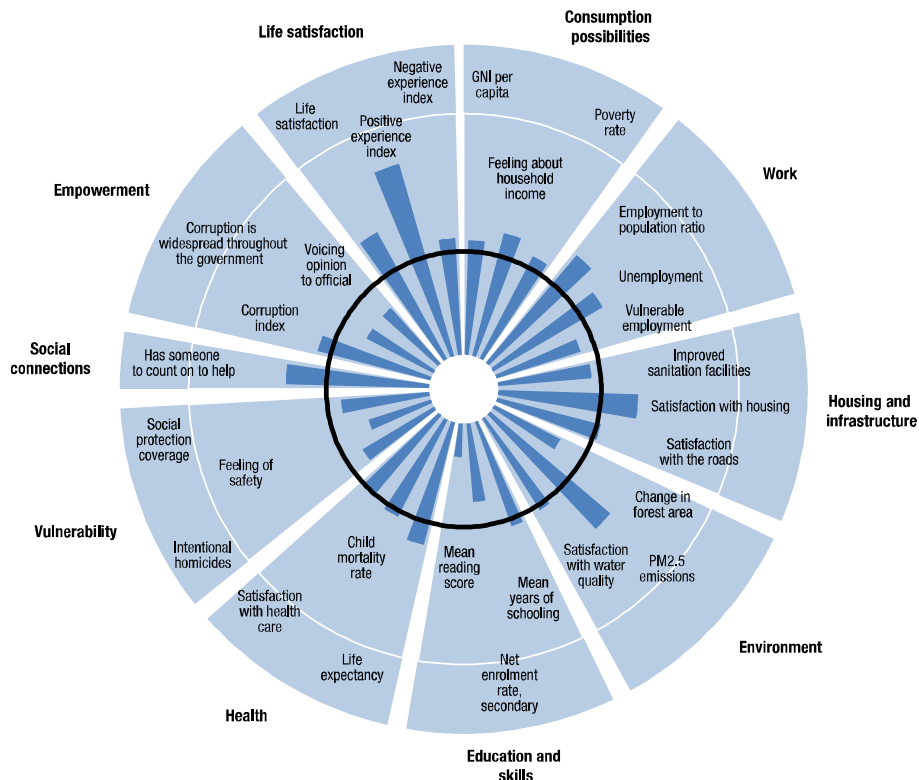 Life satisfaction
Negative
experience
index
Life
satisfaction
Positive
experience
index
Consumption
possibilities
GNI per
capita
Poverty
rate
Feeling about
household
income
Work
Employment to
population ratio
Unemployment
Vulnerable
employment
Housing and
infrastructure
Improved
sanitation facilities
Satisfaction with housing
Satisfaction
with the roads
Environment
Change in
forest area
PM2.5
emissions
Satisfaction
with water
quality
Education and
skills
Mean
years of
schooling
Net
enrolment
rate,
secondary
Mean
reading
score
Health
Life
expectancy
Child
mortality
rate
Satisfaction
with health
care
Vulnerability
Intentional
homicides
Feeling of
safety
Social
protection
coverage
Social
connections
Has someone
to count on to help
Empowerment
Corruption
index
Corruption is
widespread throughout
the government
Voicing
opinion
to official